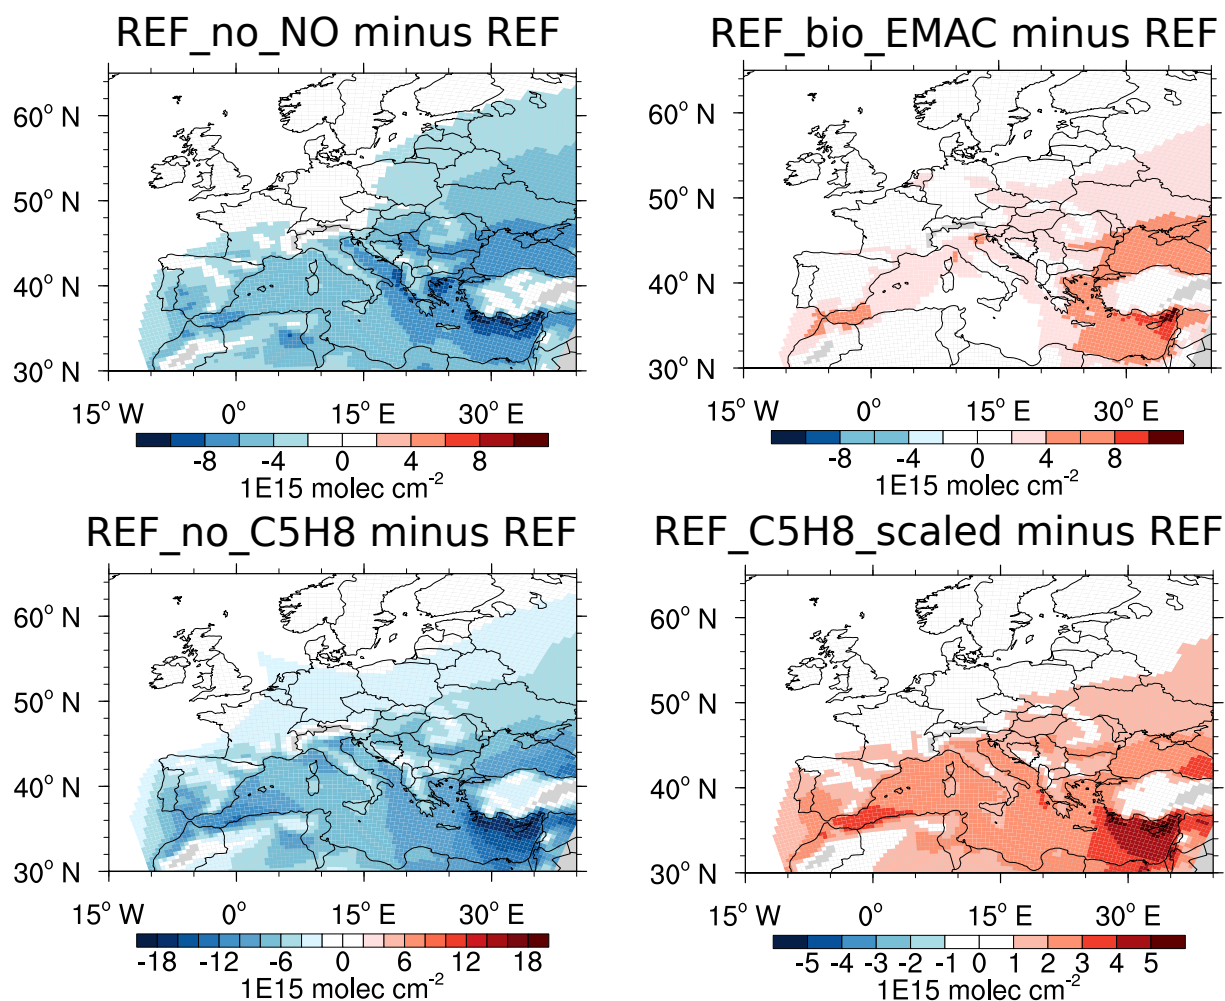 REF_no_NO minus REF
60° N
50° N
40° N
30° N
15° W 0° 15° E 30° E
-8 -4 0 4 8
1E15 molec cm-2
REF_bio_EMAC minus REF
60° N
50° N
40° N
30° N
15° W 0° 15° E 30° E
-8 -4 0 4 8
1E15 molec cm-2
REF_no_C5H8 minus REF
60° N
50° N
40° N
30° N
15° W 0° 15° E 30° E
-18 -12 -6 0 6 12 18
1E15 molec cm-2
REF_C5H8_scaled minus REF
60° N
50° N
40° N
30° N
15° W 0° 15° E 30° E
-5 -4 -3 -2 -1 0 1 2 3 4 5
1E15 molec cm-2